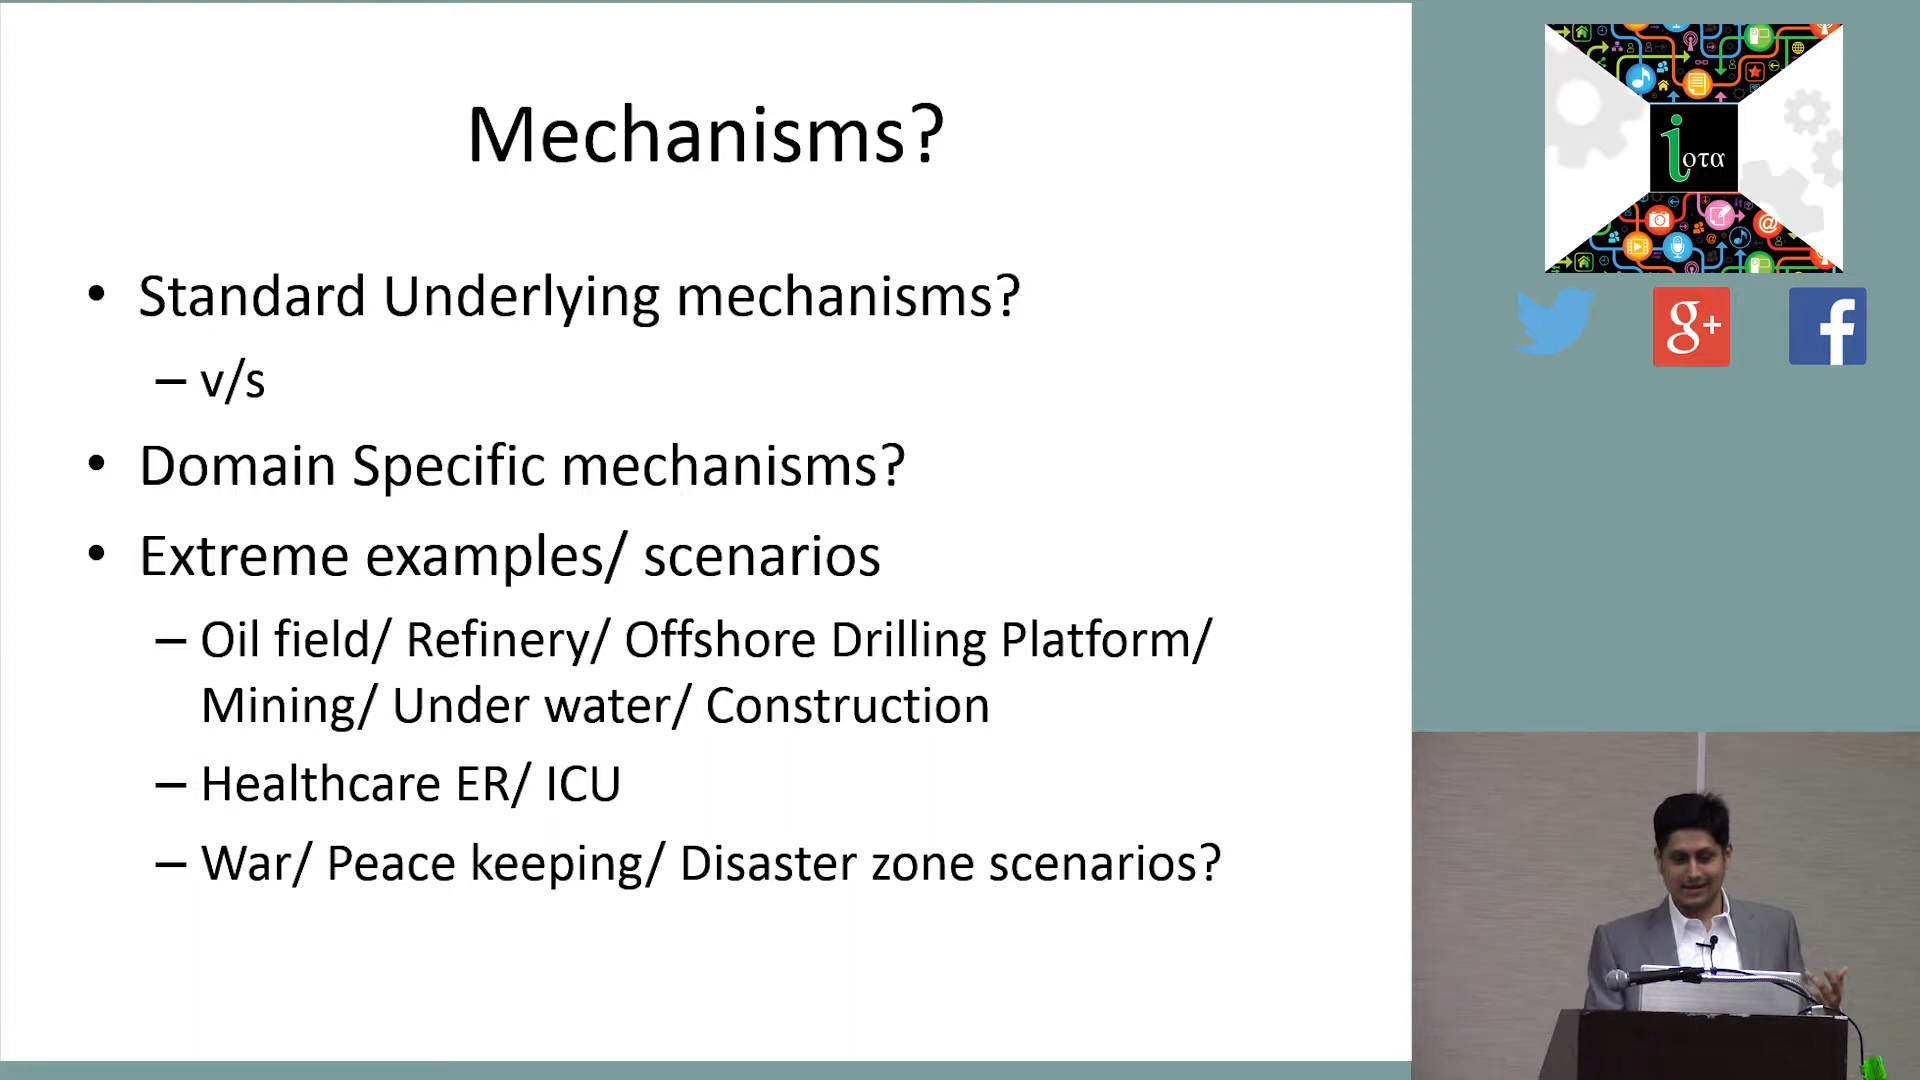 Mechanisms?
• Standard Underlying mechanisms?
– v/s
• Domain Specific mechanisms?
• Extreme examples/ scenarios
– Oil field/ Refinery/ Offshore Drilling Platform/
Mining/ Under water/ Construction
– Healthcare ER/ ICU
– War/ Peace keeping/ Disaster zone scenarios?
iοτα
g+
f